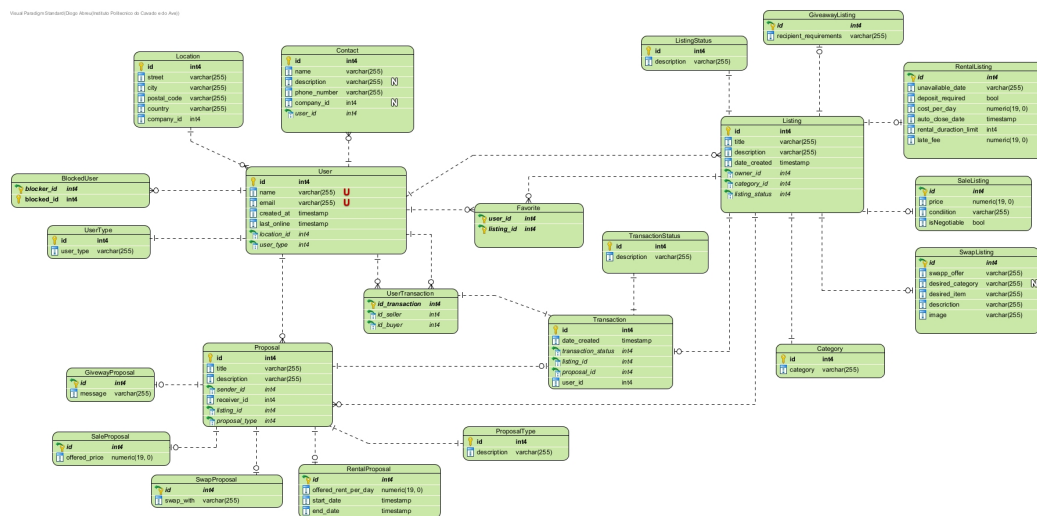 Visual Paradigm Standard(Diogo Abreu(Instituto Politecnico do Cavado e do Ave))
GiveawayListing
id int4
recipient_requirements varchar(255)
ListingStatus
id int4
description varchar(255)
Contact
id int4
name varchar(255)
description varchar(255) N
phone_number varchar(255)
company_id int4 N
user_id int4
Location
id int4
street varchar(255)
city varchar(255)
postal_code varchar(255)
country varchar(255)
company_id int4
RentalListing
id int4
unavailable_date varchar(255)
deposit_required bool
cost_per_day numeric(19, 0)
auto_close_date timestamp
rental_duraction_limit int4
late_fee numeric(19, 0)
Listing
id int4
title varchar(255)
description varchar(255)
date_created timestamp
owner_id int4
category_id int4
listing_status int4
User
id int4
name varchar(255) U
email varchar(255) U
created_at timestamp
last_online timestamp
location_id int4
user_type int4
BlockedUser
blocker_id int4
blocked_id int4
SaleListing
id int4
price numeric(19, 0)
condition varchar(255)
isNegotiable bool
Favorite
user_id int4
listing_id int4
UserType
id int4
user_type varchar(255)
TransactionStatus
id int4
description varchar(255)
SwapListing
id int4
swapp_offer varchar(255)
desired_category varchar(255) N
desired_item varchar(255)
descriction varchar(255)
image varchar(255)
UserTransaction
id_transaction int4
id_seller int4
id_buyer int4
Transaction
id int4
date_created timestamp
transaction_status int4
listing_id int4
proposal_id int4
user_id int4
Proposal
id int4
title varchar(255)
description varchar(255)
sender_id int4
receiver_id int4
listing_id int4
proposal_type int4
Category
id int4
category varchar(255)
GivewayProposal
id int4
message varchar(255)
SaleProposal
id int4
offered_price numeric(19, 0)
ProposalType
id int4
description varchar(255)
SwapProposal
id int4
swap_with varchar(255)
RentalProposal
id int4
offered_rent_per_day numeric(19, 0)
start_date timestamp
end_date timestamp